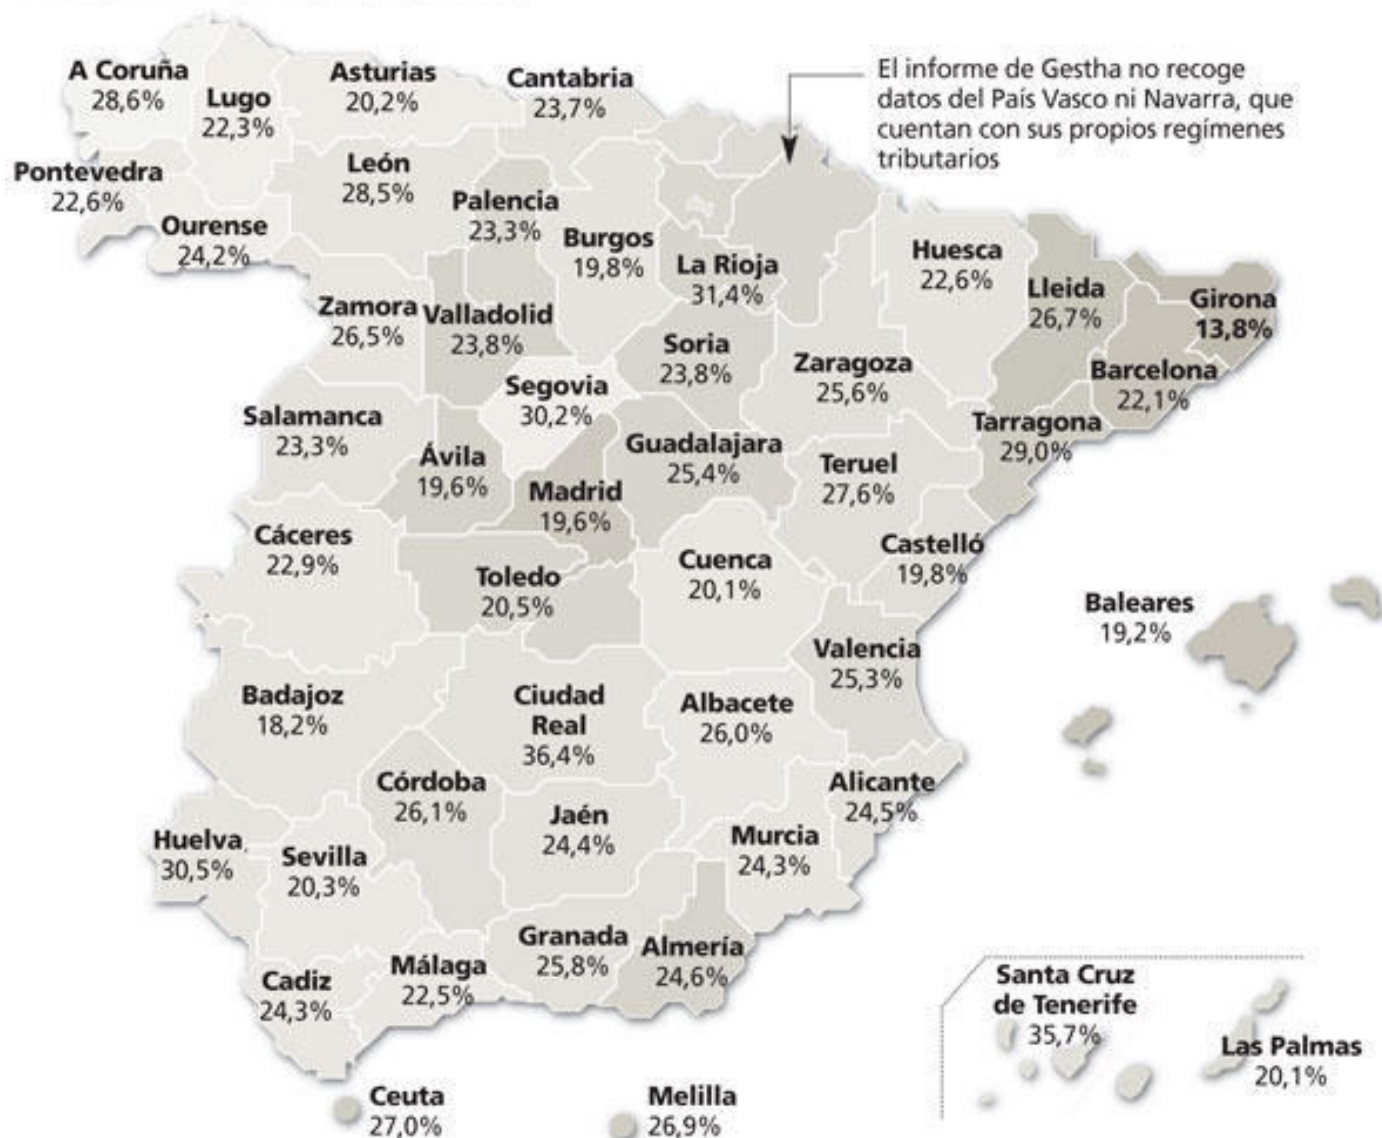 A Coruña
28,6%
Lugo
22,3%
Asturias
20,2%
Cantabria
23,7%
El informe de Gestha no recoge
datos del País Vasco ni Navarra, que
cuentan con sus propios regímenes
tributarios
Pontevedra
22,6%
Ourense
24,2%
León
28,5%
Palencia
23,3%
Burgos
19,8%
La Rioja
31,4%
Huesca
22,6%
Lleida
26,7%
Girona
13,8%
Zamora
26,5%
Valladolid
23,8%
Soria
23,8%
Zaragoza
25,6%
Barcelona
22,1%
Segovia
30,2%
Salamanca
23,3%
Ávila
19,6%
Madrid
19,6%
Guadalajara
25,4%
Teruel
27,6%
Tarragona
29,0%
Cáceres
22,9%
Toledo
20,5%
Cuenca
20,1%
Castelló
19,8%
Baleares
19,2%
Valencia
25,3%
Badajoz
18,2%
Ciudad
Real
36,4%
Albacete
26,0%
Córdoba
26,1%
Alicante
24,5%
Huelva
30,5%
Sevilla
20,3%
Jaén
24,4%
Murcia
24,3%
Granada
25,8%
Almería
24,6%
Cadiz
24,3%
Málaga
22,5%
Santa Cruz
de Tenerife
35,7%
Las Palmas
20,1%
Ceuta
27,0%
Melilla
26,9%